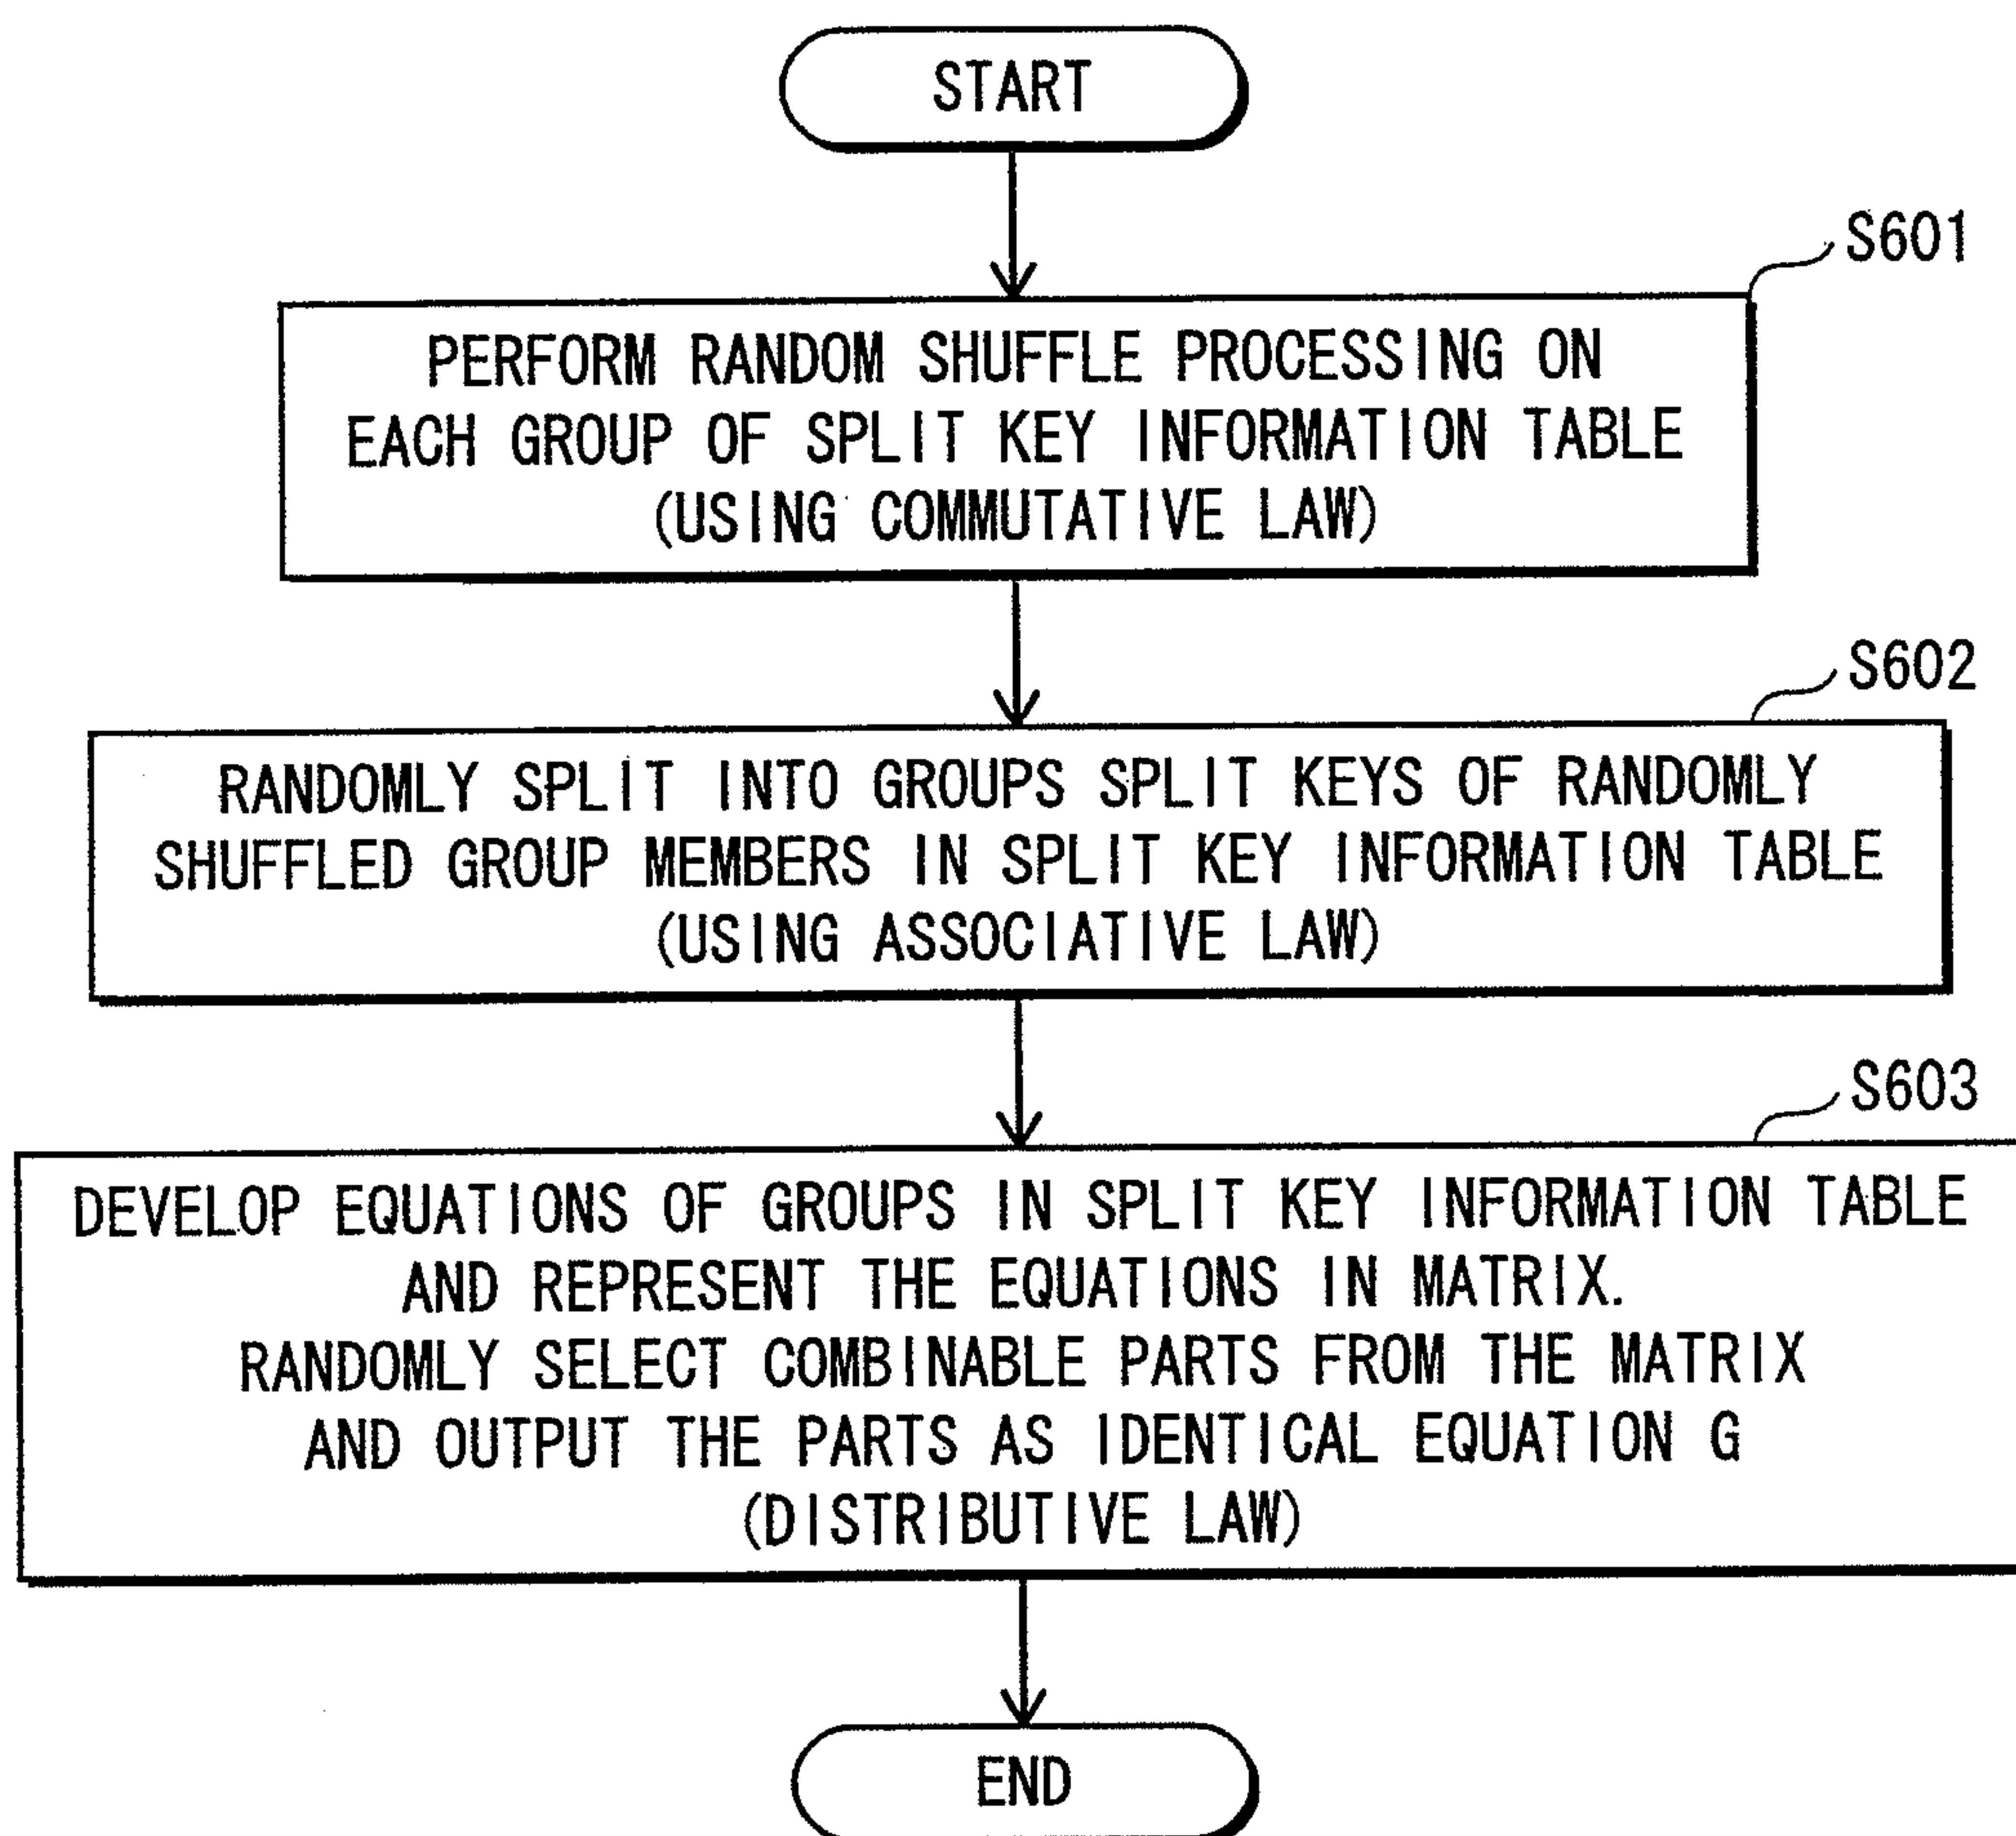 START
S601
PERFORM RANDOM SHUFFLE PROCESSING ON
EACH GROUP OF SPLIT KEY INFORMATION TABLE
(USING COMMUTATIVE LAW)
S602
RANDOMLY SPLIT INTO GROUPS SPLIT KEYS OF RANDOMLY
SHUFFLED GROUP MEMBERS IN SPLIT KEY INFORMATION TABLE
(USING ASSOCIATIVE LAW)
S603
DEVELOP EQUATIONS OF GROUPS IN SPLIT KEY INFORMATION TABLE
AND REPRESENT THE EQUATIONS IN MATRIX.
RANDOMLY SELECT COMBINABLE PARTS FROM THE MATRIX
AND OUTPUT THE PARTS AS IDENTICAL EQUATION G
(DISTRIBUTIVE LAW)
END